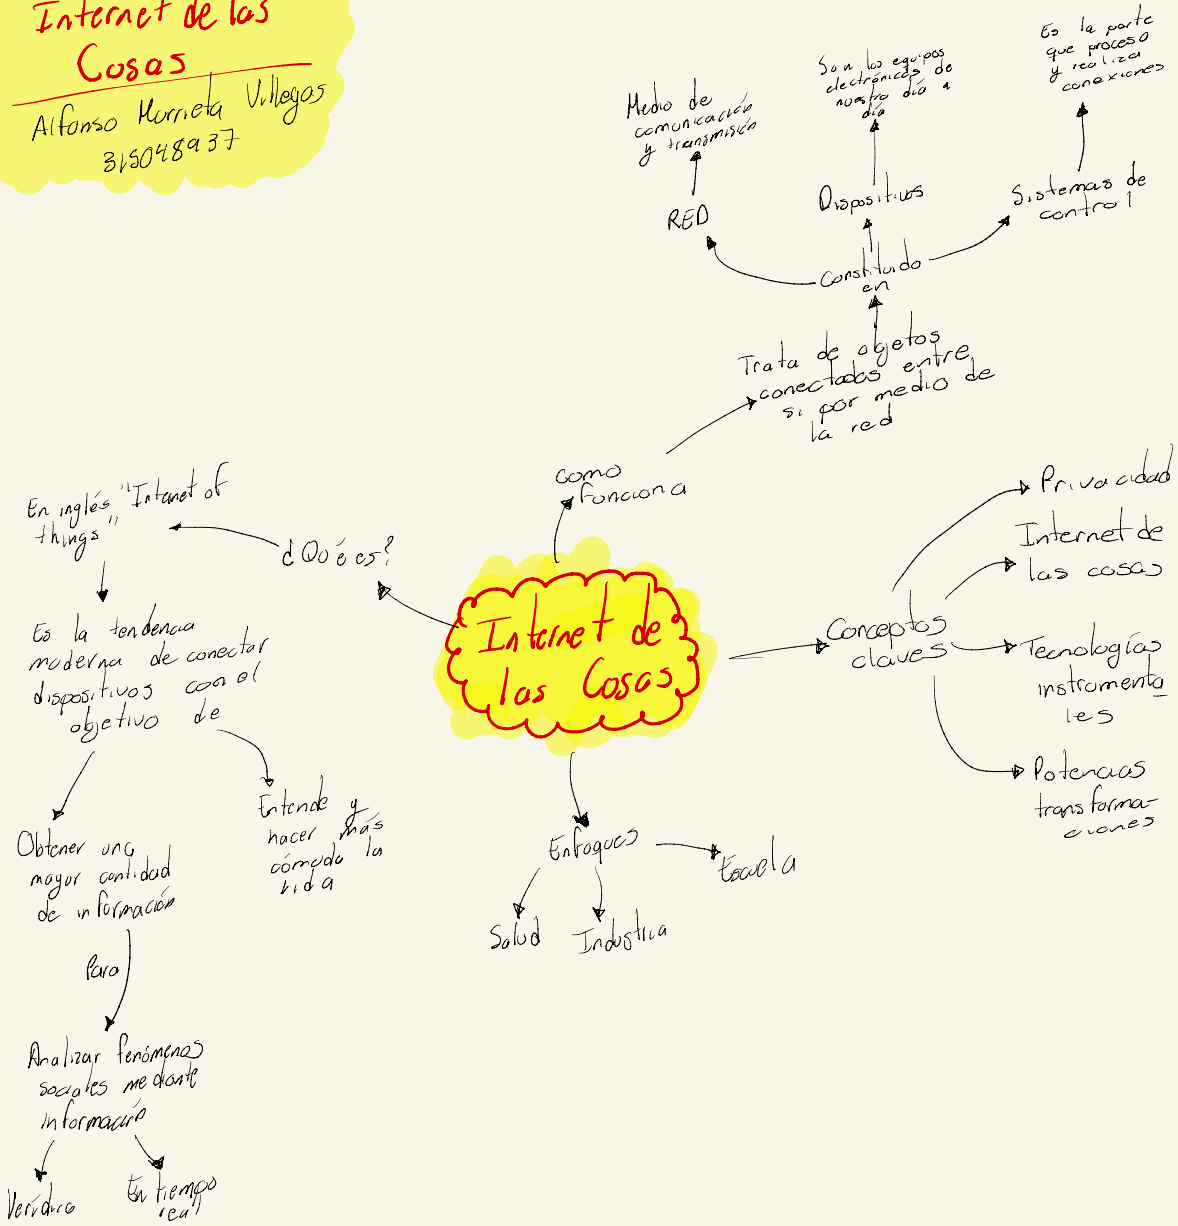 Internet de las
Cosas
Alfonso Murrieta Villegas
315048937
Medio de
comunicación
y transmisión
Son los equipos
electrónicos de
nuestro día a
día
Es la parte
que procesa
y realiza
conexiones
RED
Dispositivos
Sistemas de
control
Constituido
en
Trata de objetos
conectados entre
si por medio de
la red
como
funciona
En inglés "Internet of
things"
¿Qué es?
Es la tendencia
moderna de conectar
dispositivos con el
objetivo de
Obtener una
mayor cantidad
de información
Entende y
hacer más
cómoda la
vida
Para
Analizar fenómenos
sociales mediante
información
Verídica
En tiempo
real
Internet de
las Cosas
Conceptos
claves
Privacidad
Internet de
las cosas
Tecnologías
instrumenta
les
Potencias
transforma-
ciones
Enfoques
Escuela
Salud
Industria